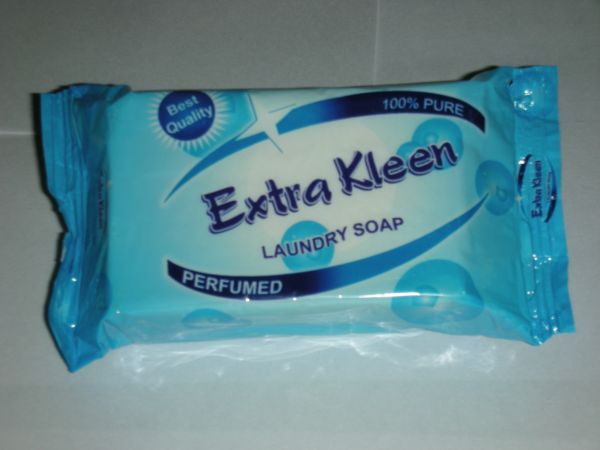 Best
Quality
100% PURE
Extra Kleen
LAUNDRY SOAP
PERFUMED
Extra Kleen